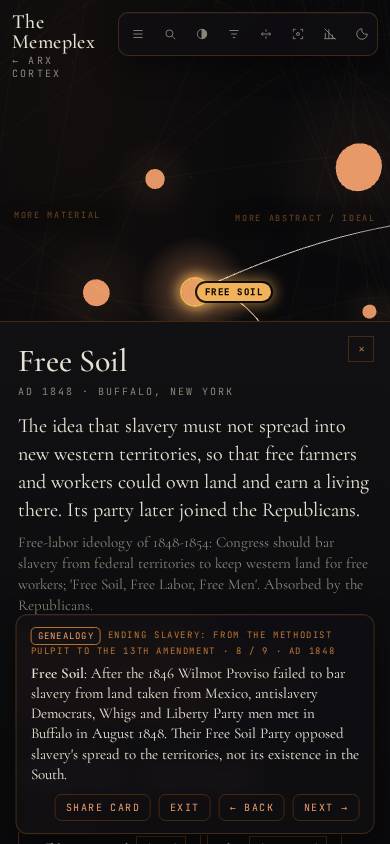 The
Memeplex
← ARX
CORTEX
MORE MATERIAL
MORE ABSTRACT / IDEAL
FREE SOIL
Free Soil
×
AD 1848 · BUFFALO, NEW YORK
The idea that slavery must not spread into
new western territories, so that free farmers
and workers could own land and earn a living
there. Its party later joined the Republicans.
Free-labor ideology of 1848-1854: Congress should bar
slavery from federal territories to keep western land for free
workers; 'Free Soil, Free Labor, Free Men'. Absorbed by the
Republicans.
GENEALOGY ENDING SLAVERY: FROM THE METHODIST
PULPIT TO THE 13TH AMENDMENT · 8 / 9 · AD 1848
Free Soil: After the 1846 Wilmot Proviso failed to bar
slavery from land taken from Mexico, antislavery
Democrats, Whigs and Liberty Party men met in
Buffalo in August 1848. Their Free Soil Party opposed
slavery's spread to the territories, not its existence in the
South.
SHARE CARD EXIT ← BACK NEXT →